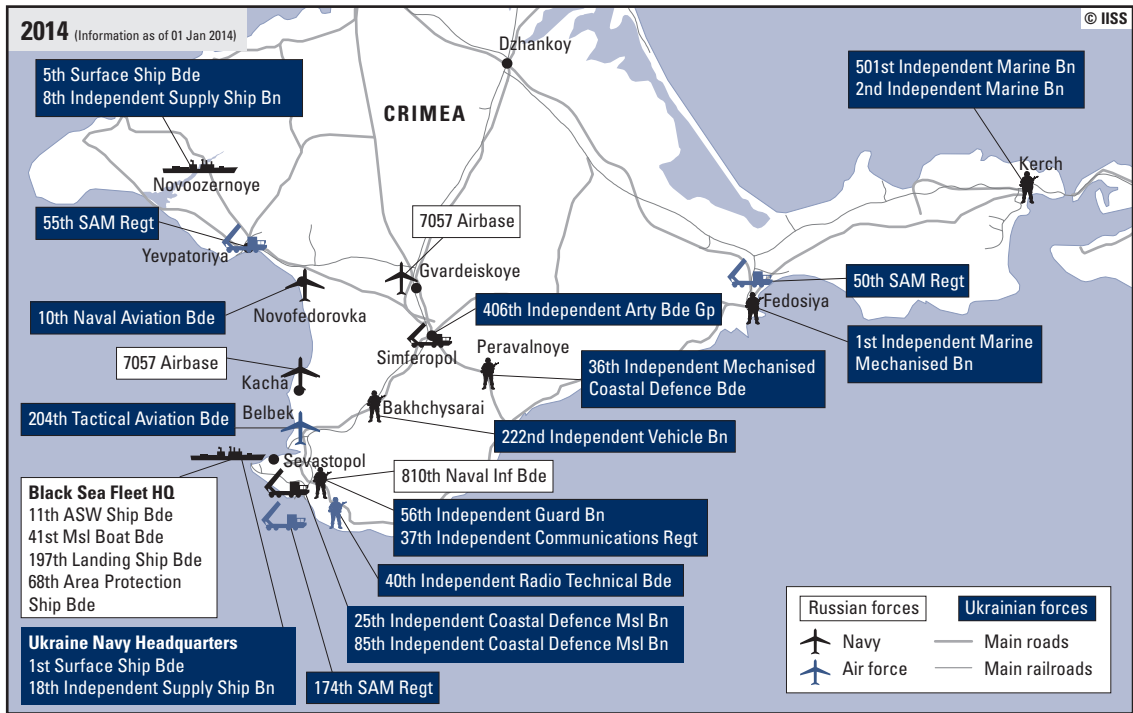 2014 (Information as of 01 Jan 2014)
© IISS
5th Surface Ship Bde
8th Independent Supply Ship Bn
Dzhankoy
CRIMEA
501st Independent Marine Bn
2nd Independent Marine Bn
Kerch
Novoozernoye
55th SAM Regt
Yevpatoriya
7057 Airbase
Gvardeiskoye
50th SAM Regt
Fedosiya
10th Naval Aviation Bde
Novofedorovka
406th Independent Arty Bde Gp
Simferopol
Peravalnoye
1st Independent Marine
Mechanised Bn
7057 Airbase
Kacha
36th Independent Mechanised
Coastal Defence Bde
Bakhchysarai
204th Tactical Aviation Bde
Belbek
222nd Independent Vehicle Bn
Sevastopol
810th Naval Inf Bde
Black Sea Fleet HQ
11th ASW Ship Bde
41st Msl Boat Bde
197th Landing Ship Bde
68th Area Protection
Ship Bde
56th Independent Guard Bn
37th Independent Communications Regt
40th Independent Radio Technical Bde
25th Independent Coastal Defence Msl Bn
85th Independent Coastal Defence Msl Bn
Ukraine Navy Headquarters
1st Surface Ship Bde
18th Independent Supply Ship Bn
174th SAM Regt
Russian forces
Ukrainian forces
Navy
Main roads
Air force
Main railroads